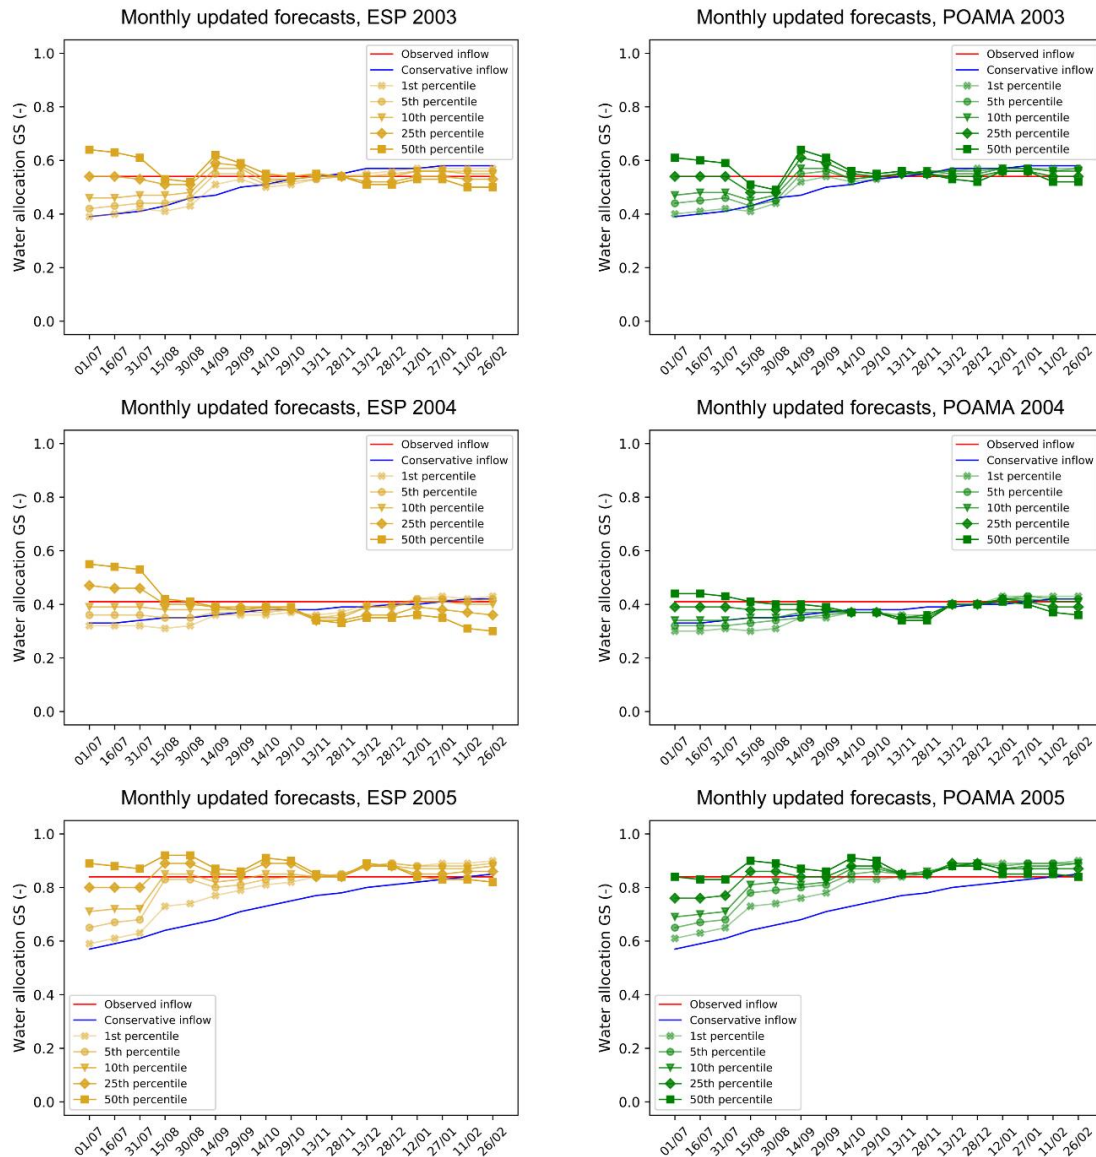 Monthly updated forecasts, ESP 2003
Water allocation GS (-)
1.0
0.8
0.6
0.4
0.2
0.0
Observed inflow
Conservative inflow
1st percentile
5th percentile
10th percentile
25th percentile
50th percentile
01/07 16/07 31/07 15/08 30/08 14/09 29/09 14/10 29/10 13/11 28/11 13/12 28/12 12/01 27/01 11/02 26/02
Monthly updated forecasts, POAMA 2003
Water allocation GS (-)
1.0
0.8
0.6
0.4
0.2
0.0
Observed inflow
Conservative inflow
1st percentile
5th percentile
10th percentile
25th percentile
50th percentile
01/07 16/07 31/07 15/08 30/08 14/09 29/09 14/10 29/10 13/11 28/11 13/12 28/12 12/01 27/01 11/02 26/02
Monthly updated forecasts, ESP 2004
Water allocation GS (-)
1.0
0.8
0.6
0.4
0.2
0.0
Observed inflow
Conservative inflow
1st percentile
5th percentile
10th percentile
25th percentile
50th percentile
01/07 16/07 31/07 15/08 30/08 14/09 29/09 14/10 29/10 13/11 28/11 13/12 28/12 12/01 27/01 11/02 26/02
Monthly updated forecasts, POAMA 2004
Water allocation GS (-)
1.0
0.8
0.6
0.4
0.2
0.0
Observed inflow
Conservative inflow
1st percentile
5th percentile
10th percentile
25th percentile
50th percentile
01/07 16/07 31/07 15/08 30/08 14/09 29/09 14/10 29/10 13/11 28/11 13/12 28/12 12/01 27/01 11/02 26/02
Monthly updated forecasts, ESP 2005
Water allocation GS (-)
1.0
0.8
0.6
0.4
0.2
0.0
Observed inflow
Conservative inflow
1st percentile
5th percentile
10th percentile
25th percentile
50th percentile
01/07 16/07 31/07 15/08 30/08 14/09 29/09 14/10 29/10 13/11 28/11 13/12 28/12 12/01 27/01 11/02 26/02
Monthly updated forecasts, POAMA 2005
Water allocation GS (-)
1.0
0.8
0.6
0.4
0.2
0.0
Observed inflow
Conservative inflow
1st percentile
5th percentile
10th percentile
25th percentile
50th percentile
01/07 16/07 31/07 15/08 30/08 14/09 29/09 14/10 29/10 13/11 28/11 13/12 28/12 12/01 27/01 11/02 26/02